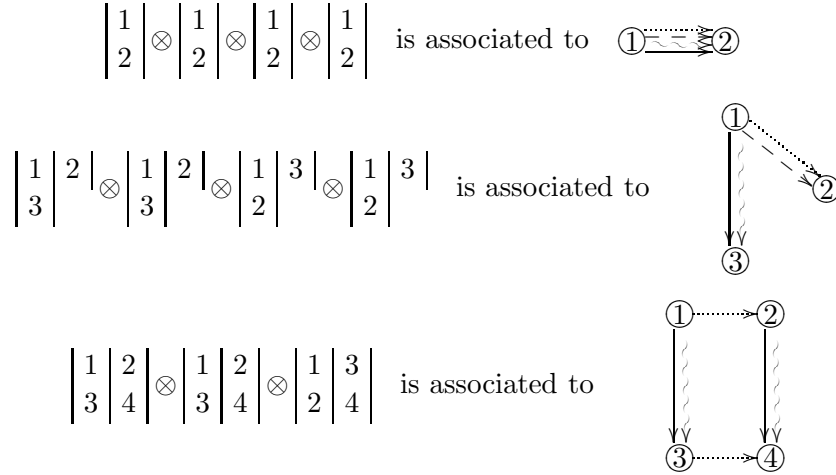 1 1 1 1 1
2 ⊗ 2 ⊗ 2 ⊗ 2 is associated to ① ②
1 2 1 2 1 3 1 3 ①
3 ⊗ 3 ⊗ 2 ⊗ 2 is associated to ②
③
1 2 1 2 1 3 ① ②
3 4 ⊗ 3 4 ⊗ 2 4 is associated to ③ ④